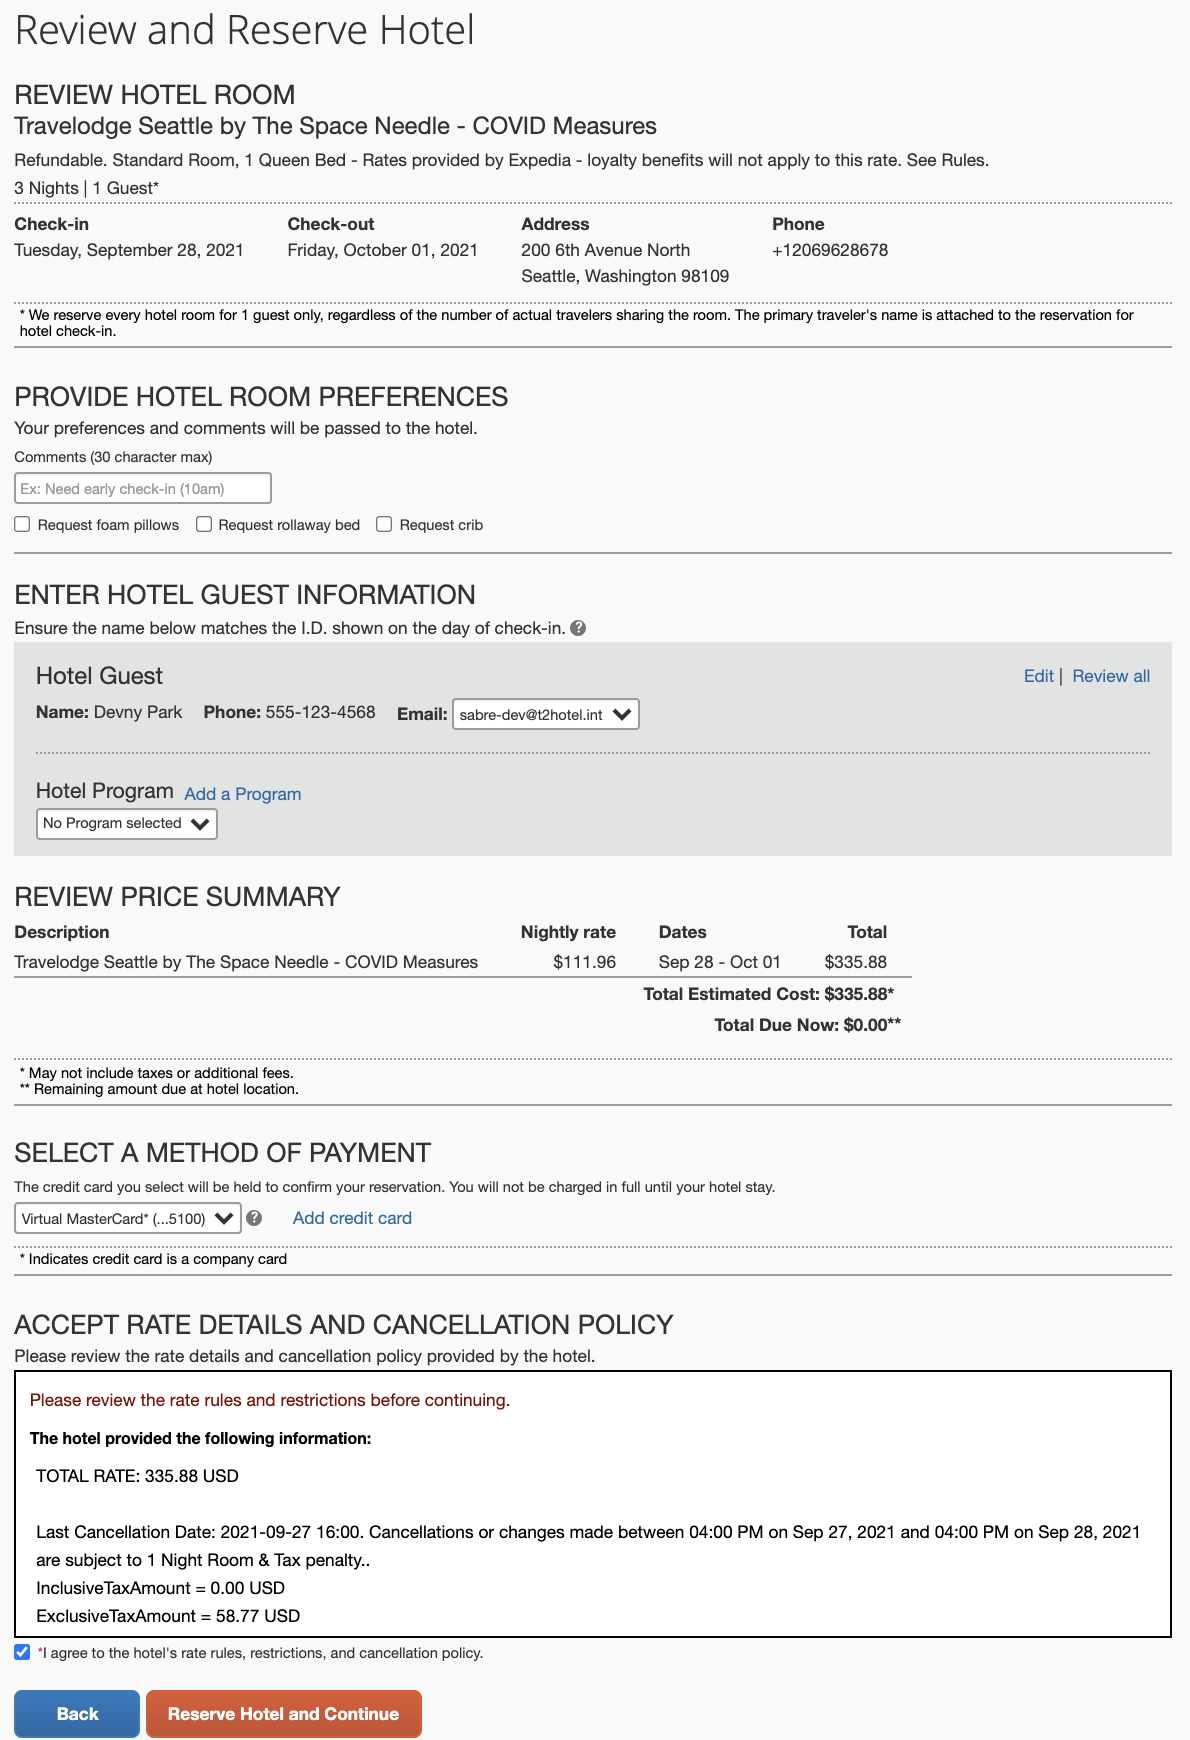 Review and Reserve Hotel
REVIEW HOTEL ROOM
Travelodge Seattle by The Space Needle - COVID Measures
Refundable. Standard Room, 1 Queen Bed - Rates provided by Expedia - loyalty benefits will not apply to this rate. See Rules.
3 Nights | 1 Guest*
Check-in Check-out Address Phone
Tuesday, September 28, 2021 Friday, October 01, 2021 200 6th Avenue North +12069628678
Seattle, Washington 98109
* We reserve every hotel room for 1 guest only, regardless of the number of actual travelers sharing the room. The primary traveler's name is attached to the reservation for
hotel check-in.
PROVIDE HOTEL ROOM PREFERENCES
Your preferences and comments will be passed to the hotel.
Comments (30 character max)
Ex: Need early check-in (10am)
Request foam pillows Request rollaway bed Request crib
ENTER HOTEL GUEST INFORMATION
Ensure the name below matches the I.D. shown on the day of check-in. ?
Hotel Guest Edit | Review all
Name: Devny Park Phone: 555-123-4568 Email: sabre-dev@t2hotel.int
Hotel Program Add a Program
No Program selected
REVIEW PRICE SUMMARY
Description Nightly rate Dates Total
Travelodge Seattle by The Space Needle - COVID Measures $111.96 Sep 28 - Oct 01 $335.88
Total Estimated Cost: $335.88*
Total Due Now: $0.00**
* May not include taxes or additional fees.
** Remaining amount due at hotel location.
SELECT A METHOD OF PAYMENT
The credit card you select will be held to confirm your reservation. You will not be charged in full until your hotel stay.
Virtual MasterCard* (...5100) ? Add credit card
* Indicates credit card is a company card
ACCEPT RATE DETAILS AND CANCELLATION POLICY
Please review the rate details and cancellation policy provided by the hotel.
Please review the rate rules and restrictions before continuing.
The hotel provided the following information:
TOTAL RATE: 335.88 USD
Last Cancellation Date: 2021-09-27 16:00. Cancellations or changes made between 04:00 PM on Sep 27, 2021 and 04:00 PM on Sep 28, 2021
are subject to 1 Night Room & Tax penalty..
InclusiveTaxAmount = 0.00 USD
ExclusiveTaxAmount = 58.77 USD
*I agree to the hotel's rate rules, restrictions, and cancellation policy.
Back Reserve Hotel and Continue